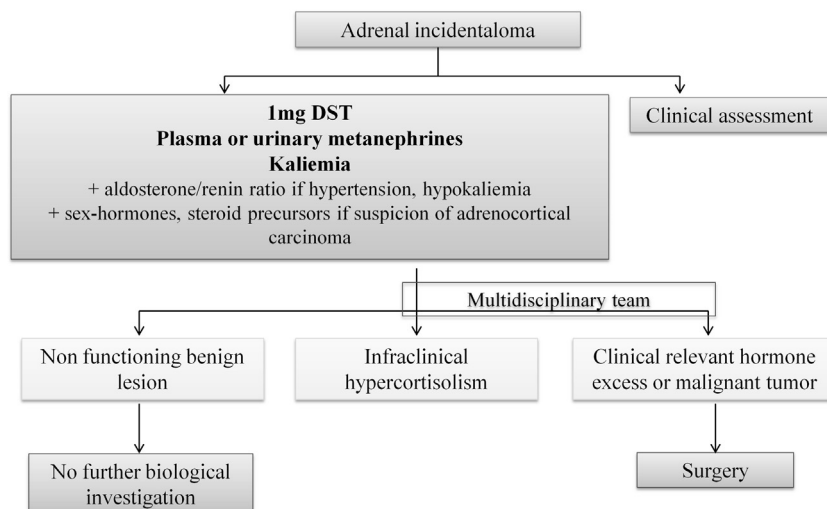 Adrenal incidentaloma
1mg DST
Plasma or urinary metanephrines
Kaliemia
+ aldosterone/renin ratio if hypertension, hypokaliemia
+ sex-hormones, steroid precursors if suspicion of adrenocortical
carcinoma
Clinical assessment
Multidisciplinary team
Non functioning benign
lesion
Infraclinical
hypercortisolism
Clinical relevant hormone
excess or malignant tumor
No further biological
investigation
Surgery